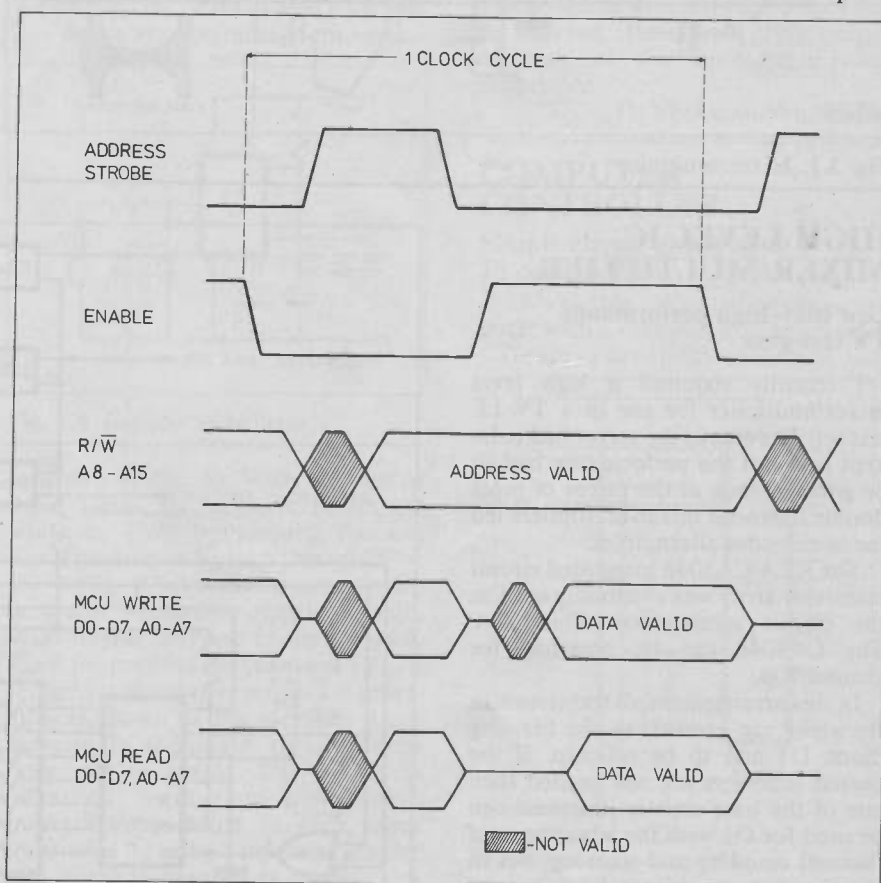 1 CLOCK CYCLE
ADDRESS
STROBE
ENABLE
R/W̅
A8-A15
ADDRESS VALID
MCU WRITE
D0-D7, A0-A7
DATA VALID
MCU READ
D0-D7, A0-A7
DATA VALID
-NOT VALID